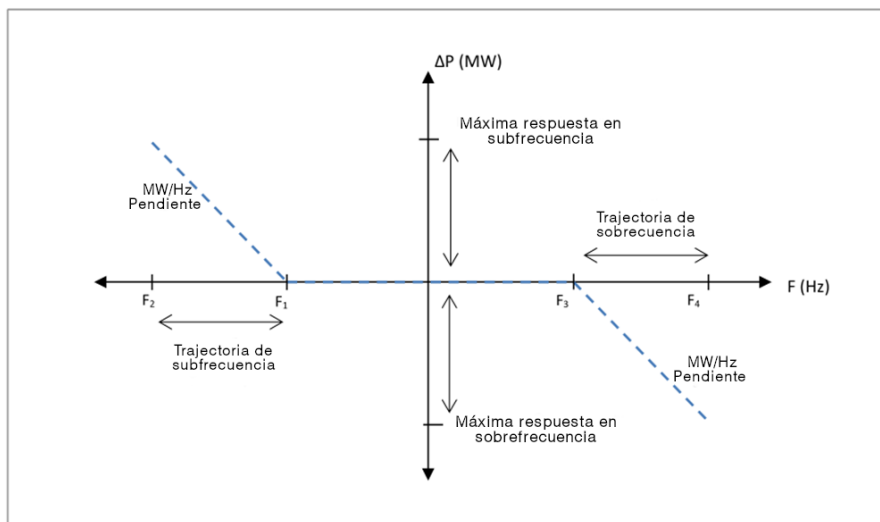 ΔP (MW)
Máxima respuesta en
subfrecuencia
MW/Hz
Pendiente
Trajectoria de
sobrecuencia
F₂
F₁
F₃
F₄
F (Hz)
Trajectoria de
subfrecuencia
MW/Hz
Pendiente
Máxima respuesta en
sobrefrecuencia